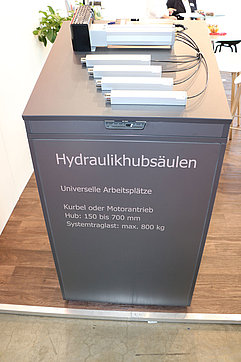 Hydraulikhubsäulen
Universelle Arbeitsplätze
Kurbel oder Motorantrieb
Hub: 150 bis 700 mm
Systemtraglast: max. 800 kg